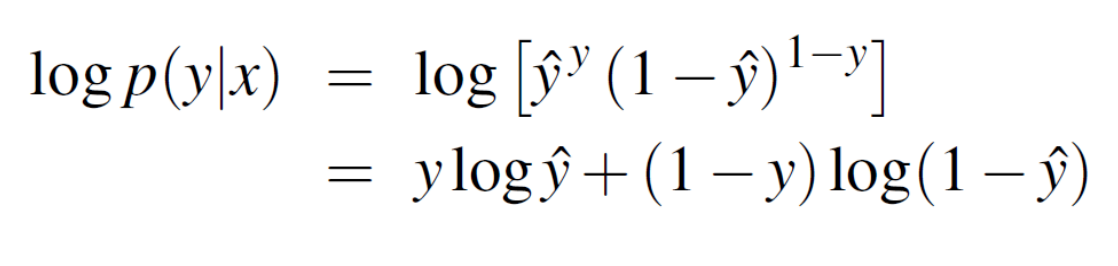 log p(y|x) = log [ŷ^y (1 − ŷ)^{1−y}]
= y log ŷ + (1 − y) log(1 − ŷ)